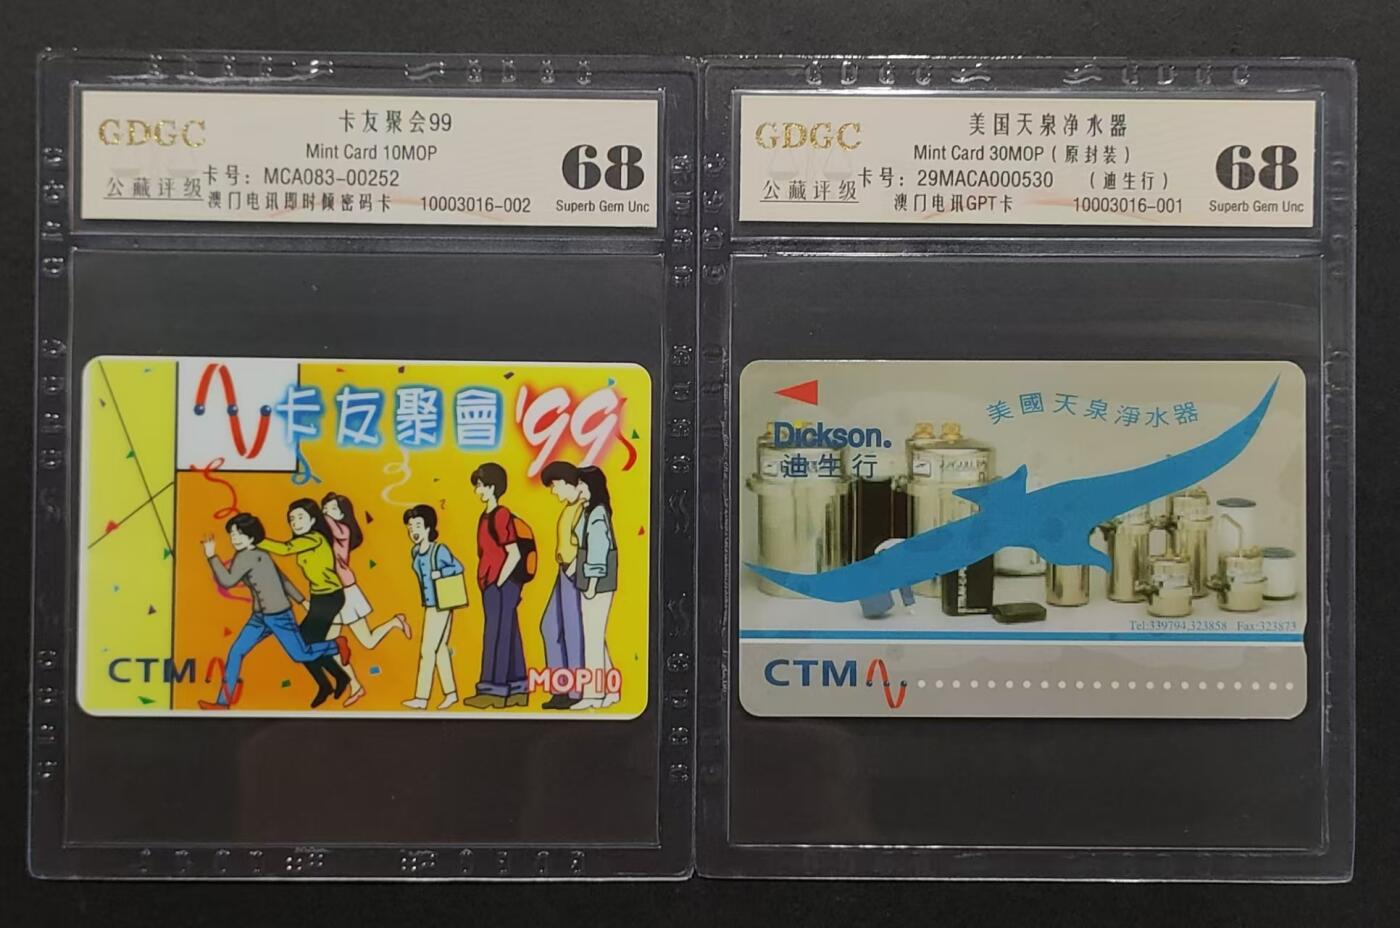 GDGC
公藏评级
卡友聚会99
Mint Card 10MOP
卡号：MCA083-00252
澳门电讯即时倾密码卡 10003016-002
68
Superb Gem Unc
卡友聚會'99
CTM
MOP10
GDGC
公藏评级
美国天泉净水器
Mint Card 30MOP（原封装）
卡号：29MACA000530 （迪生行）
澳门电讯GPT卡 10003016-001
68
Superb Gem Unc
美國天泉淨水器
Dickson.
迪生行
Tel:339794,323858 Fax:323873
CTM